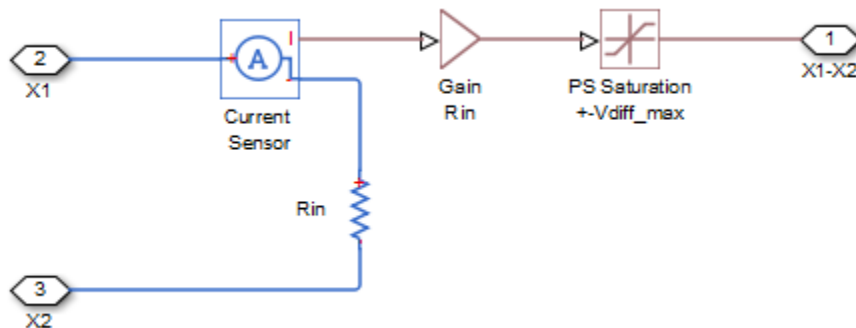 2
X1
A
I
Current
Sensor
Gain
Rin
PS Saturation
+-Vdiff_max
1
X1-X2
Rin
3
X2